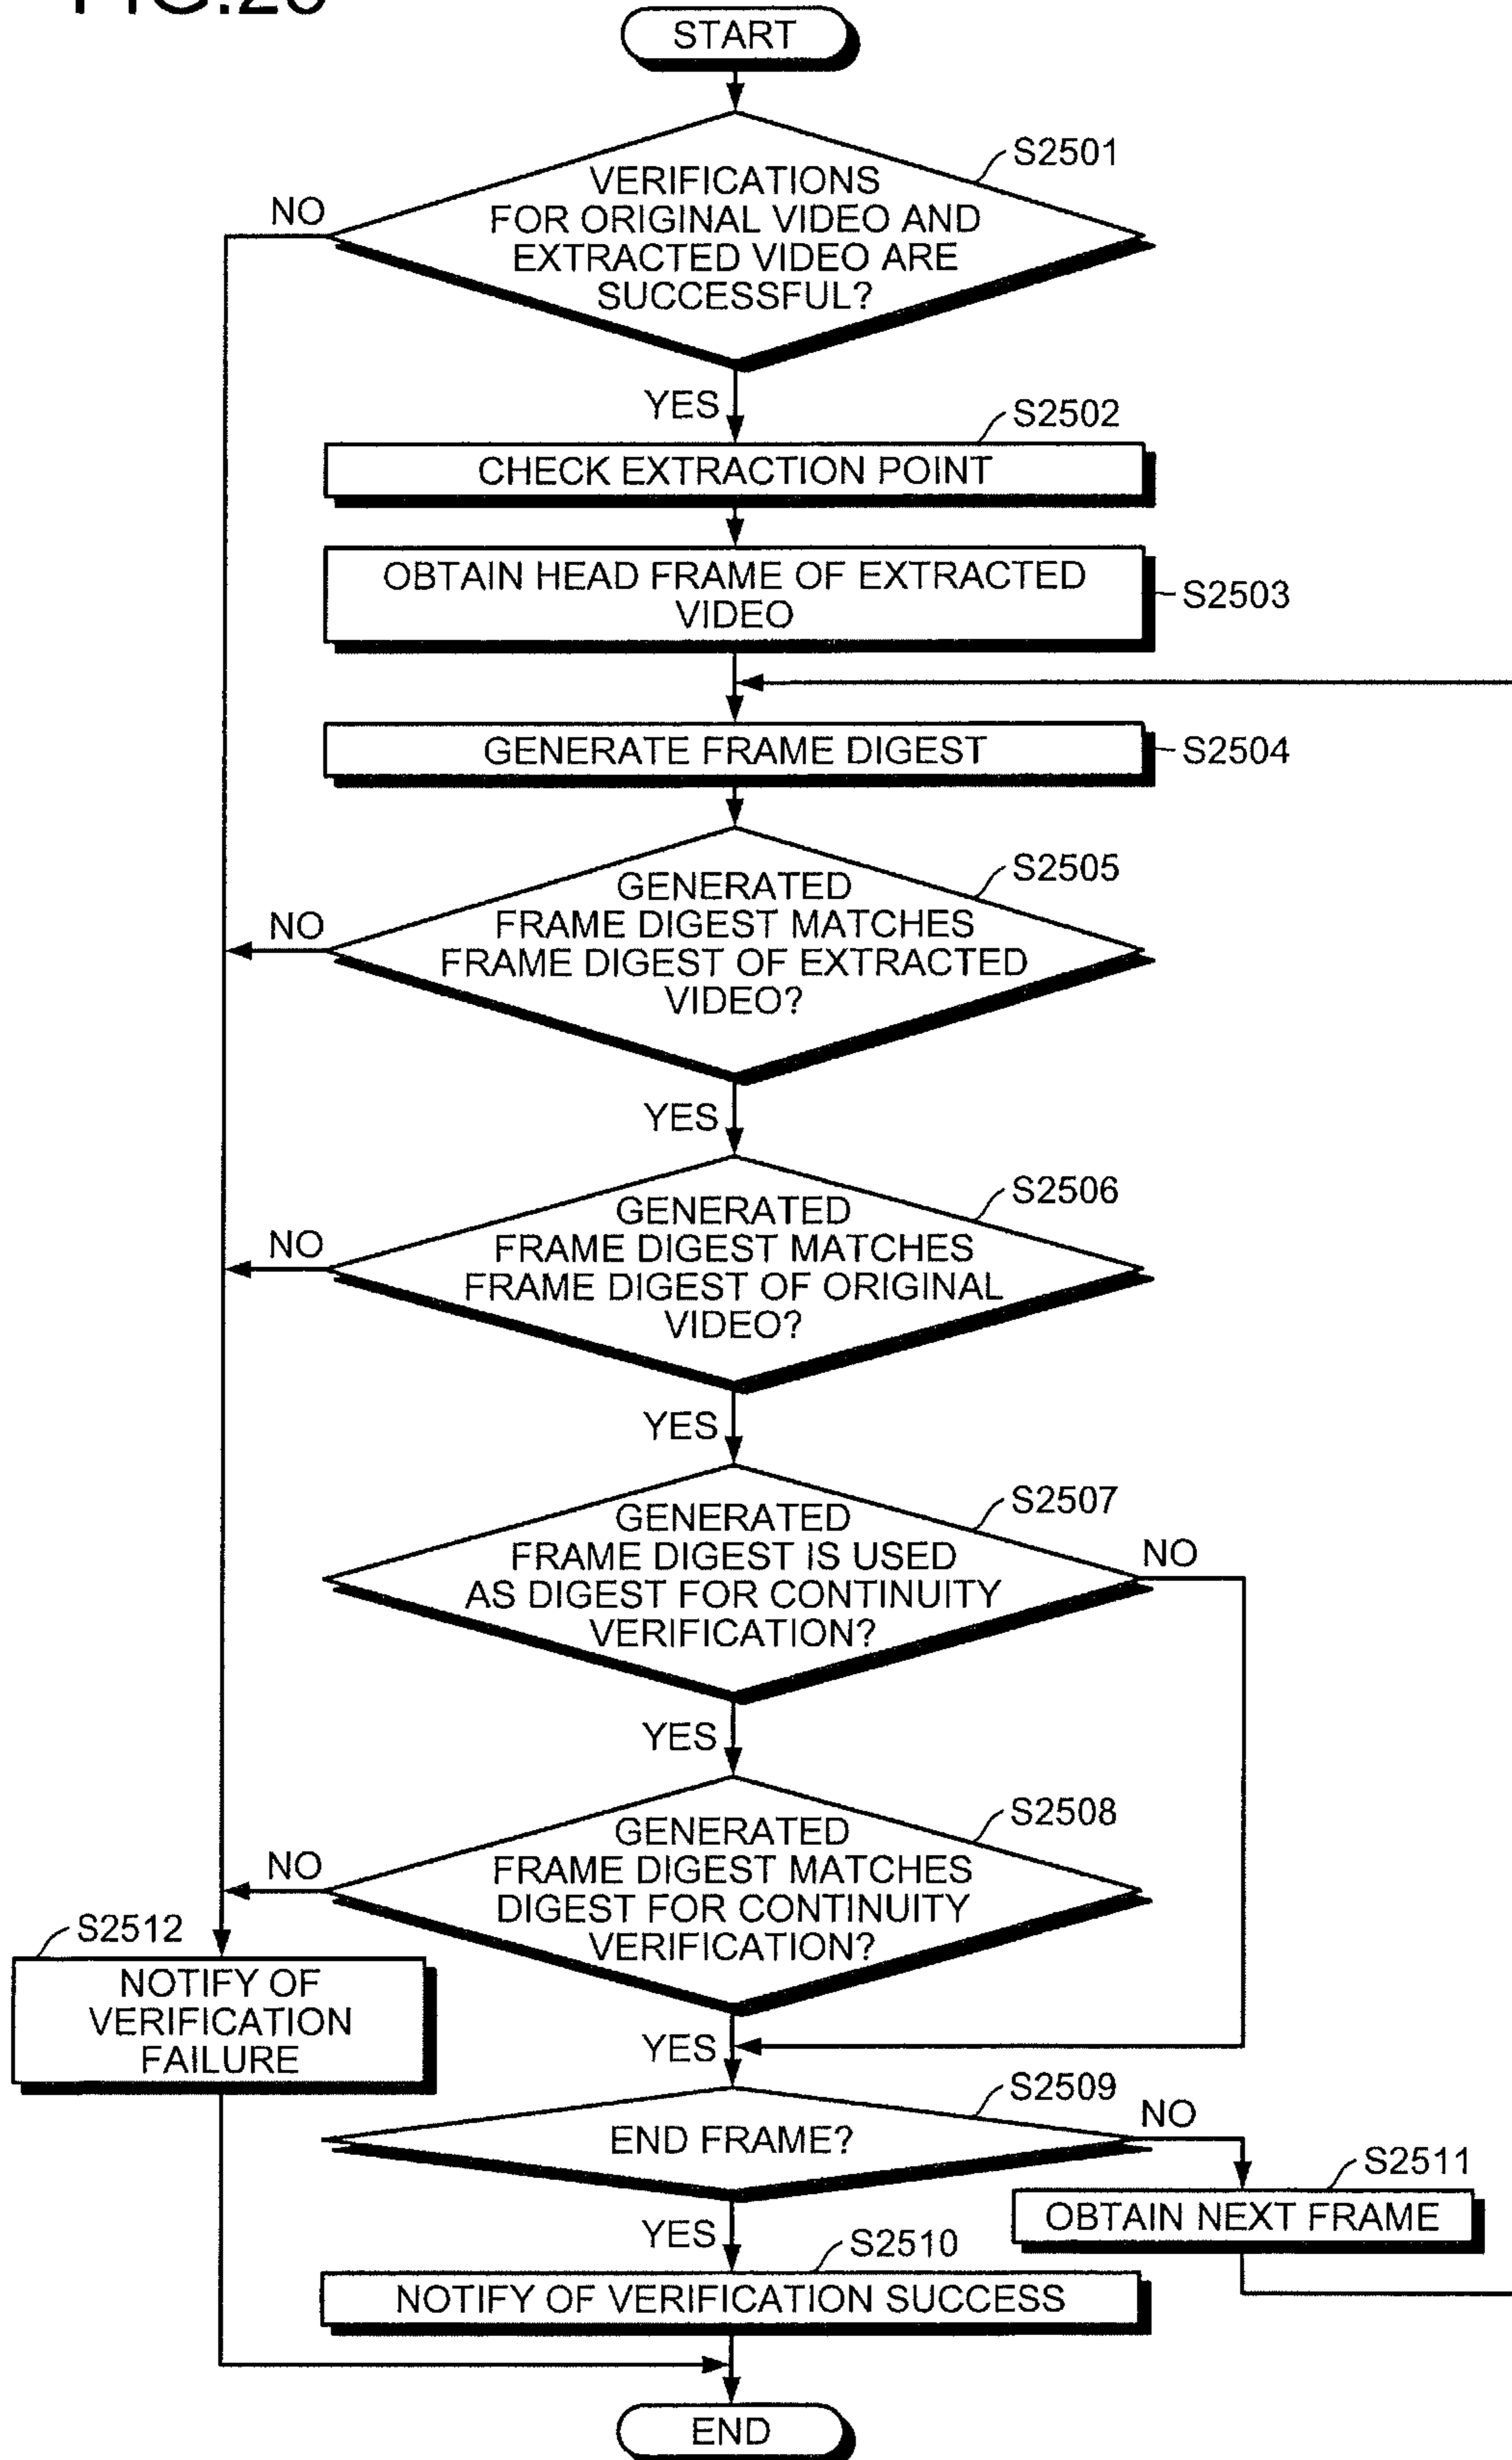 START
S2501
VERIFICATIONS
FOR ORIGINAL VIDEO AND
EXTRACTED VIDEO ARE
SUCCESSFUL?
NO
YES
S2502
CHECK EXTRACTION POINT
OBTAIN HEAD FRAME OF EXTRACTED
VIDEO
S2503
GENERATE FRAME DIGEST
S2504
S2505
GENERATED
FRAME DIGEST MATCHES
FRAME DIGEST OF EXTRACTED
VIDEO?
NO
YES
S2506
GENERATED
FRAME DIGEST MATCHES
FRAME DIGEST OF ORIGINAL
VIDEO?
NO
YES
S2507
GENERATED
FRAME DIGEST IS USED
AS DIGEST FOR CONTINUITY
VERIFICATION?
NO
YES
S2508
GENERATED
FRAME DIGEST MATCHES
DIGEST FOR CONTINUITY
VERIFICATION?
NO
S2512
NOTIFY OF
VERIFICATION
FAILURE
YES
S2509
END FRAME?
NO
S2511
OBTAIN NEXT FRAME
YES
S2510
NOTIFY OF VERIFICATION SUCCESS
END